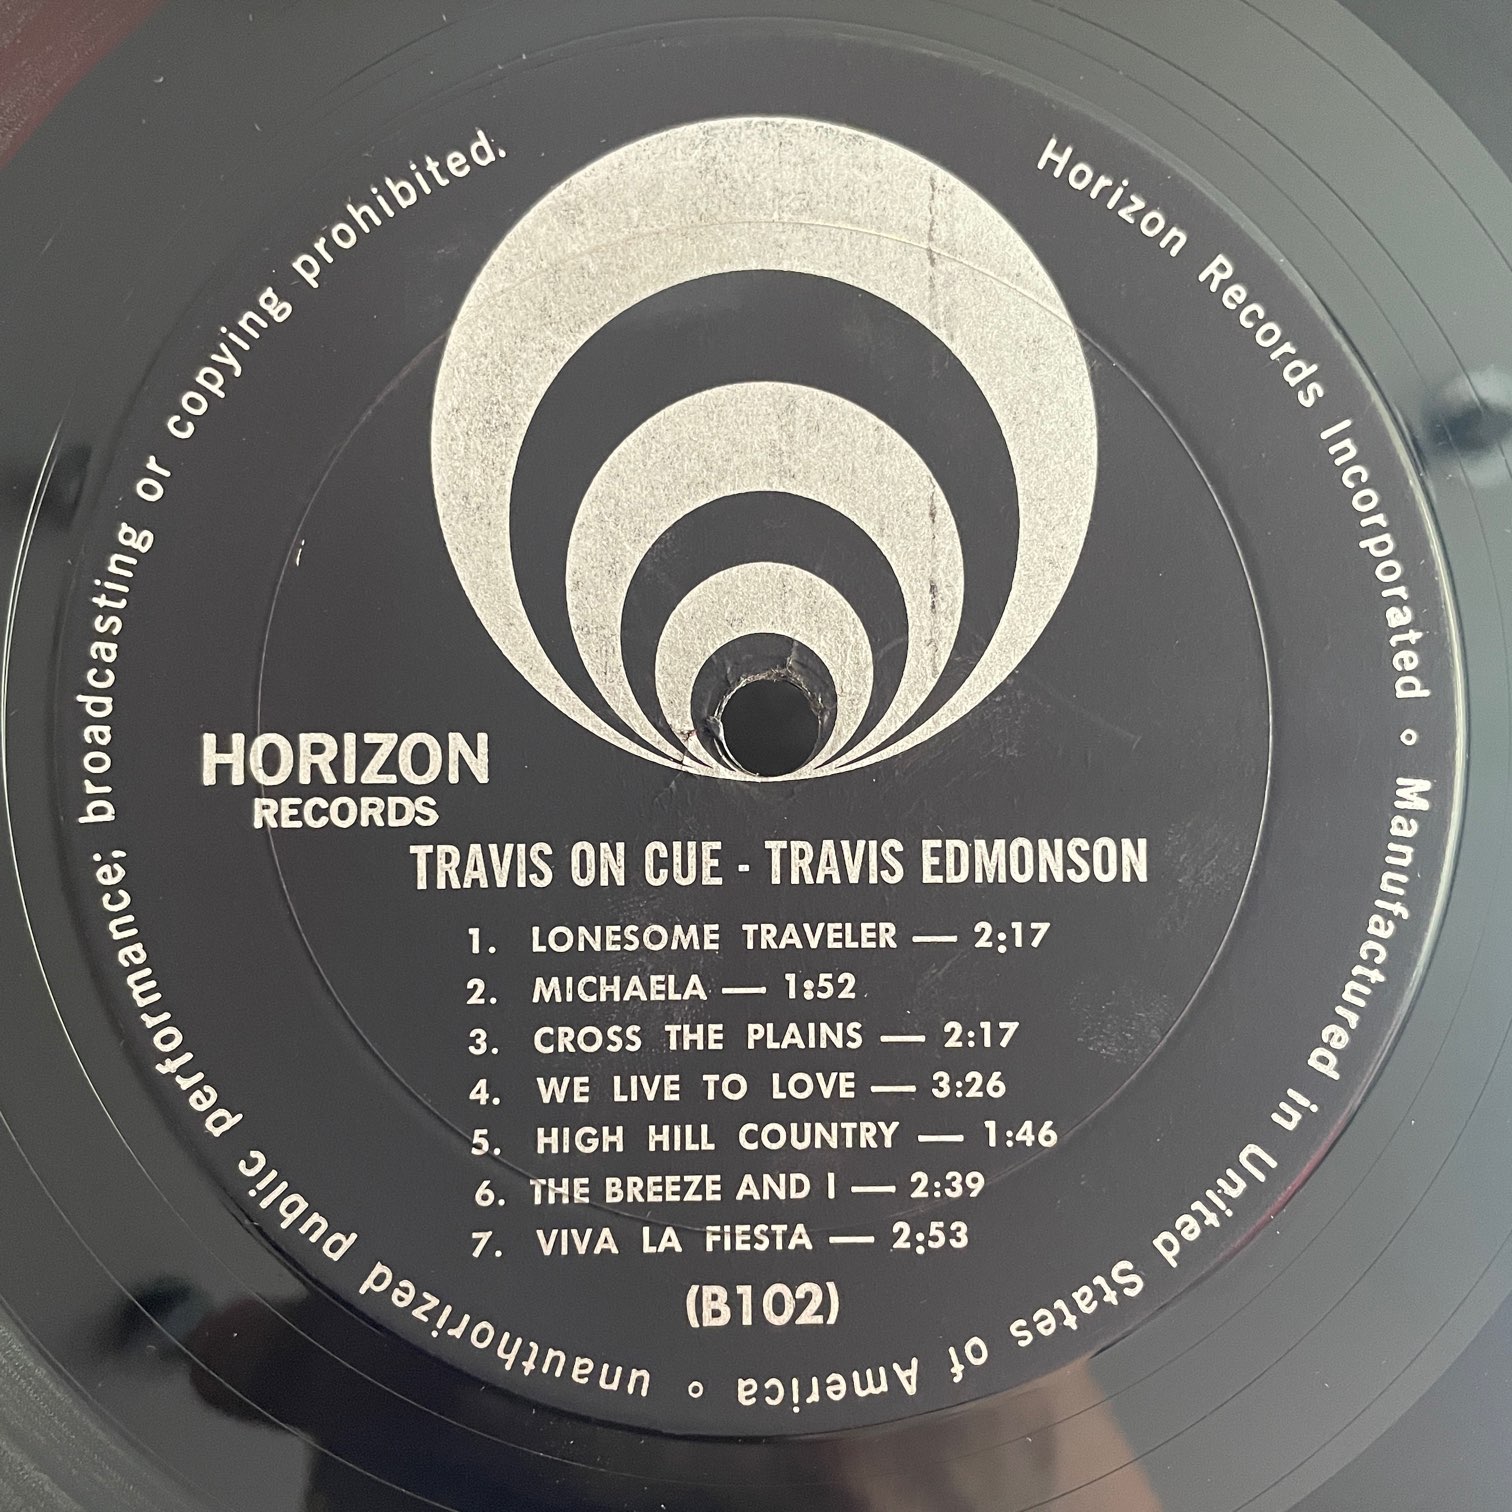 Horizon Records Incorporated ∘ Manufactured in United States of America ∘ unauthorized public performance; broadcasting or copying prohibited.
HORIZON
RECORDS
TRAVIS ON CUE - TRAVIS EDMONSON
1. LONESOME TRAVELER — 2:17
2. MICHAELA — 1:52
3. CROSS THE PLAINS — 2:17
4. WE LIVE TO LOVE — 3:26
5. HIGH HILL COUNTRY — 1:46
6. THE BREEZE AND I — 2:39
7. VIVA LA FIESTA — 2:53
(B102)